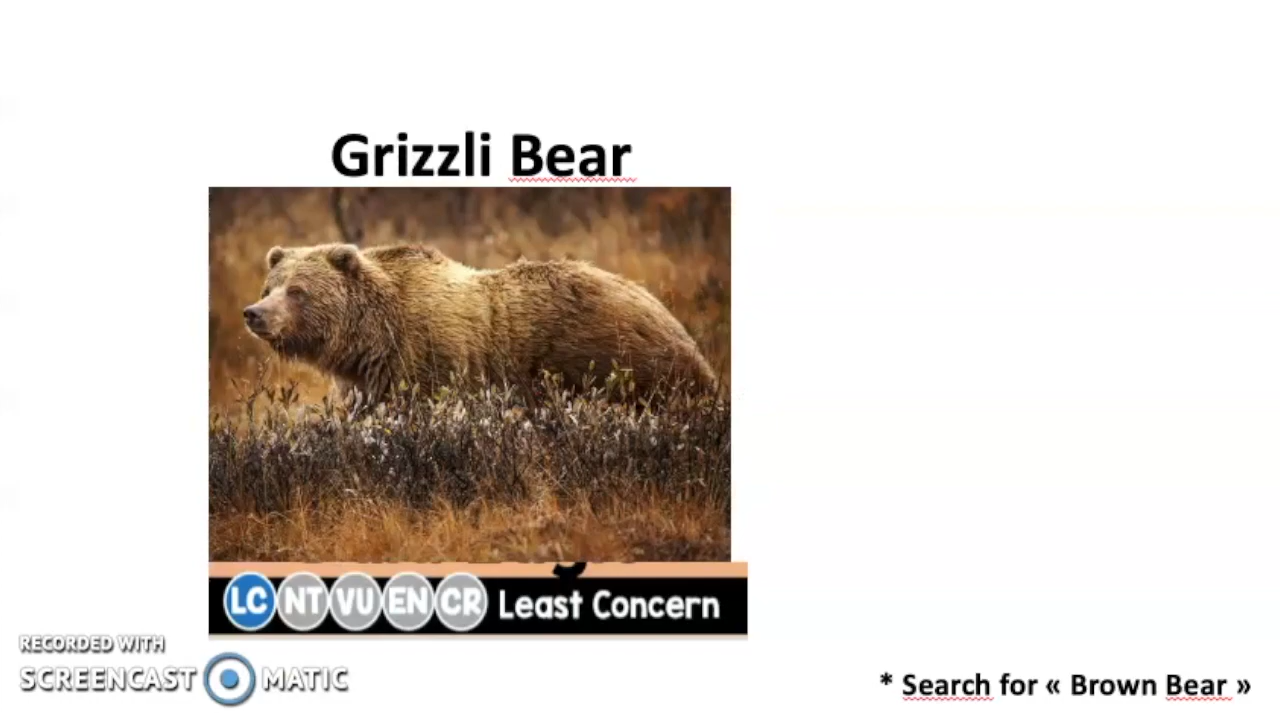 Grizzli Bear
LC NT VU EN CR Least Concern
RECORDED WITH
SCREENCAST MATIC
* Search for « Brown Bear »